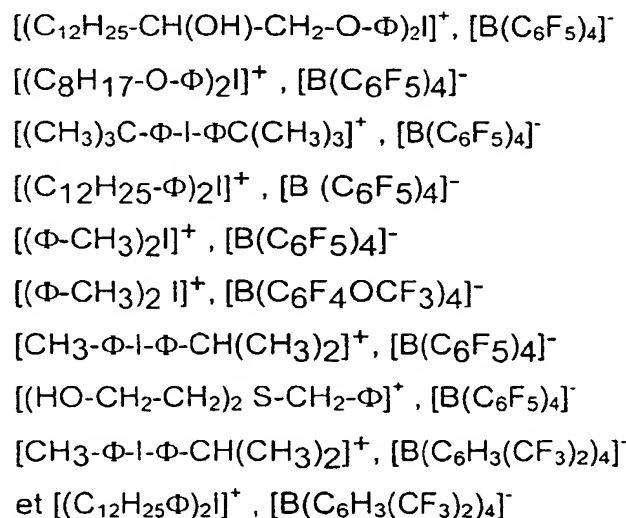 [(C₁₂H₂₅-CH(OH)-CH₂-O-Φ)₂I]⁺, [B(C₆F₅)₄]⁻
[(C₈H₁₇-O-Φ)₂I]⁺ , [B(C₆F₅)₄]⁻
[(CH₃)₃C-Φ-I-ΦC(CH₃)₃]⁺ , [B(C₆F₅)₄]⁻
[(C₁₂H₂₅-Φ)₂I]⁺ , [B (C₆F₅)₄]⁻
[(Φ-CH₃)₂I]⁺ , [B(C₆F₅)₄]⁻
[(Φ-CH₃)₂ I]⁺, [B(C₆F₄OCF₃)₄]⁻
[CH₃-Φ-I-Φ-CH(CH₃)₂]⁺, [B(C₆F₅)₄]⁻
[(HO-CH₂-CH₂)₂ S-CH₂-Φ]⁺ , [B(C₆F₅)₄]⁻
[CH₃-Φ-I-Φ-CH(CH₃)₂]⁺, [B(C₆H₃(CF₃)₂)₄]⁻
et [(C₁₂H₂₅Φ)₂I]⁺ , [B(C₆H₃(CF₃)₂)₄]⁻